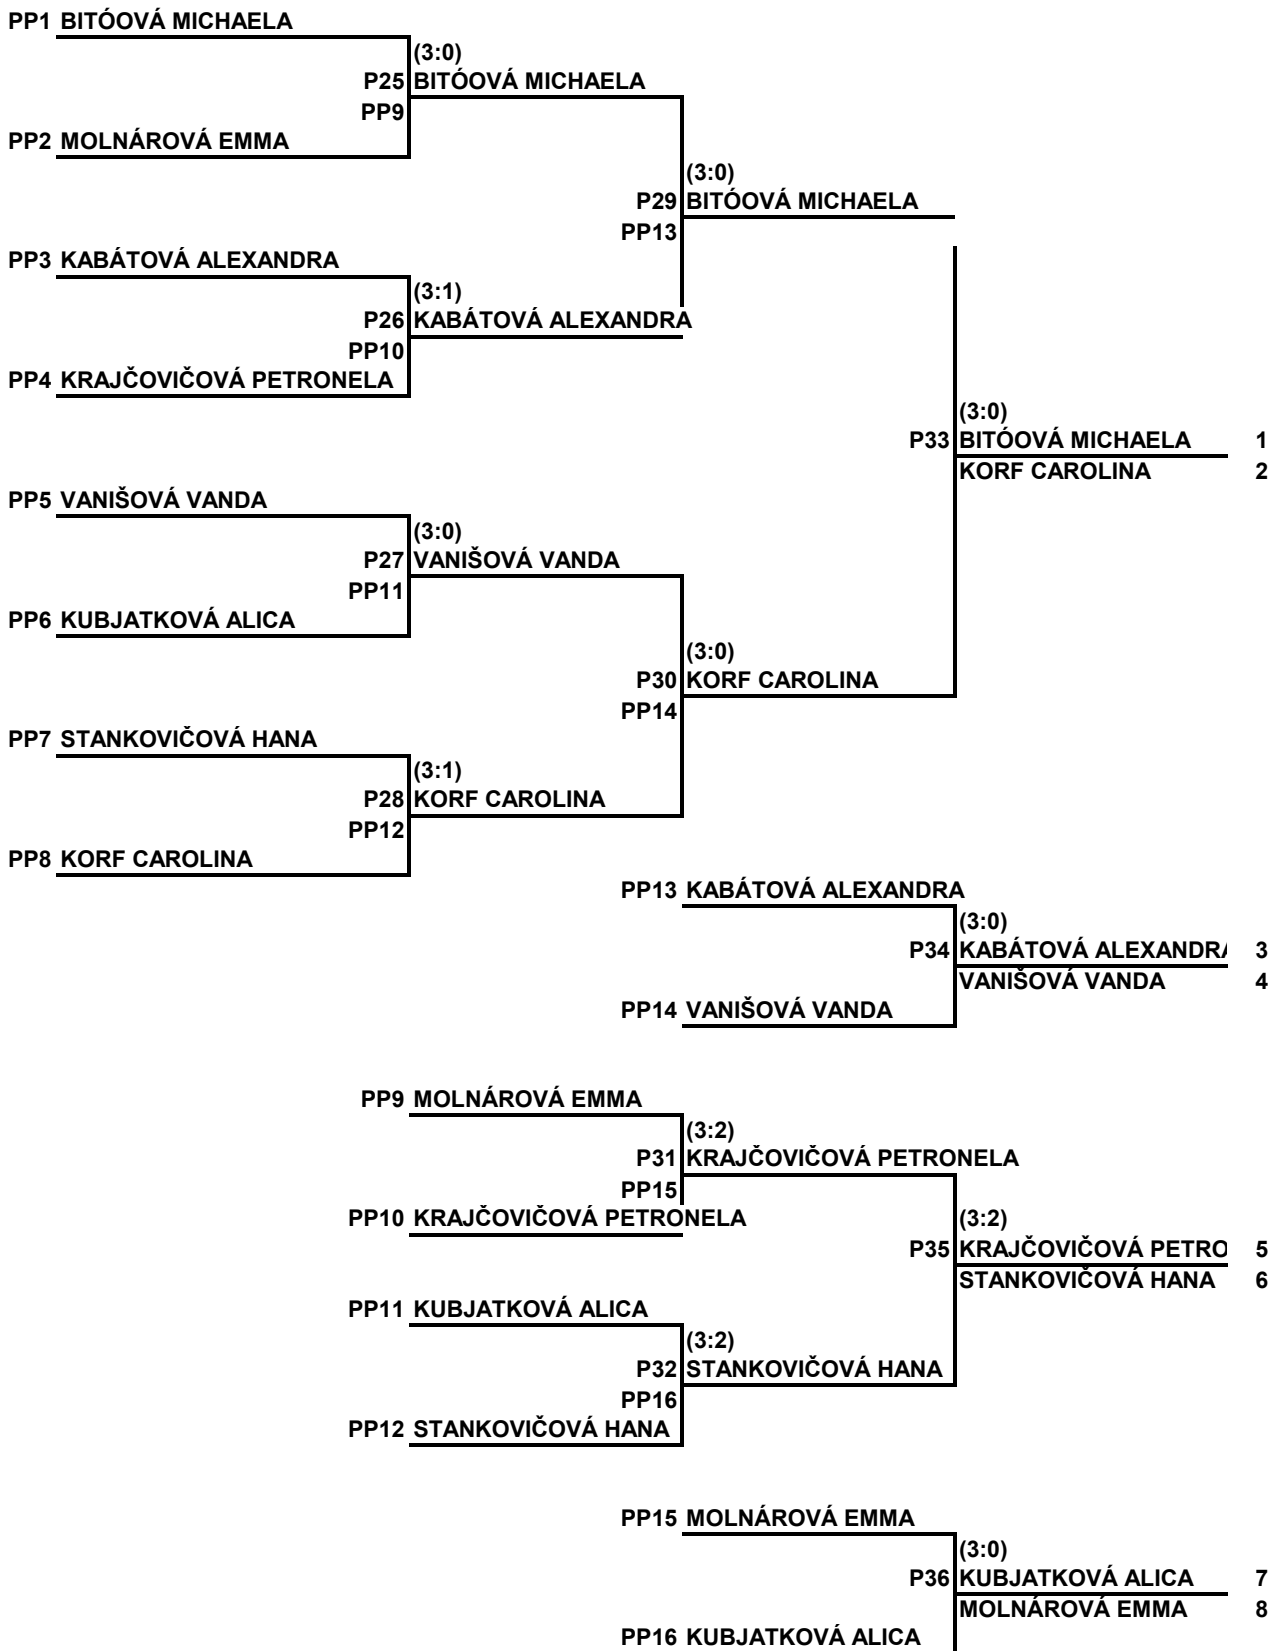 PP1 BITÓOVÁ MICHAELA
(3:0)
P25 BITÓOVÁ MICHAELA
PP9
PP2 MOLNÁROVÁ EMMA
(3:0)
P29 BITÓOVÁ MICHAELA
PP13
PP3 KABÁTOVÁ ALEXANDRA
(3:1)
P26 KABÁTOVÁ ALEXANDRA
PP10
PP4 KRAJČOVIČOVÁ PETRONELA
(3:0)
P33 BITÓOVÁ MICHAELA 1
KORF CAROLINA 2
PP5 VANIŠOVÁ VANDA
(3:0)
P27 VANIŠOVÁ VANDA
PP11
PP6 KUBJATKOVÁ ALICA
(3:0)
P30 KORF CAROLINA
PP14
PP7 STANKOVIČOVÁ HANA
(3:1)
P28 KORF CAROLINA
PP12
PP8 KORF CAROLINA
PP13 KABÁTOVÁ ALEXANDRA
(3:0)
P34 KABÁTOVÁ ALEXANDRA 3
VANIŠOVÁ VANDA 4
PP14 VANIŠOVÁ VANDA
PP9 MOLNÁROVÁ EMMA
(3:2)
P31 KRAJČOVIČOVÁ PETRONELA
PP15
PP10 KRAJČOVIČOVÁ PETRONELA
(3:2)
P35 KRAJČOVIČOVÁ PETRO 5
STANKOVIČOVÁ HANA 6
PP11 KUBJATKOVÁ ALICA
(3:2)
P32 STANKOVIČOVÁ HANA
PP16
PP12 STANKOVIČOVÁ HANA
PP15 MOLNÁROVÁ EMMA
(3:0)
P36 KUBJATKOVÁ ALICA 7
MOLNÁROVÁ EMMA 8
PP16 KUBJATKOVÁ ALICA